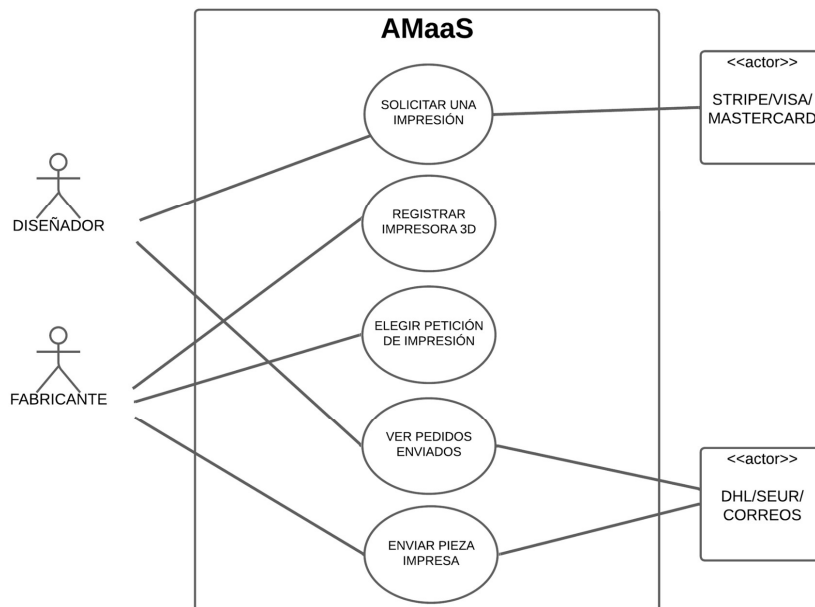 AMaaS
<<actor>>
STRIPE/VISA/
MASTERCARD
SOLICITAR UNA
IMPRESIÓN
DISEÑADOR
REGISTRAR
IMPRESORA 3D
ELEGIR PETICIÓN
DE IMPRESIÓN
FABRICANTE
VER PEDIDOS
ENVIADOS
<<actor>>
DHL/SEUR/
CORREOS
ENVIAR PIEZA
IMPRESA